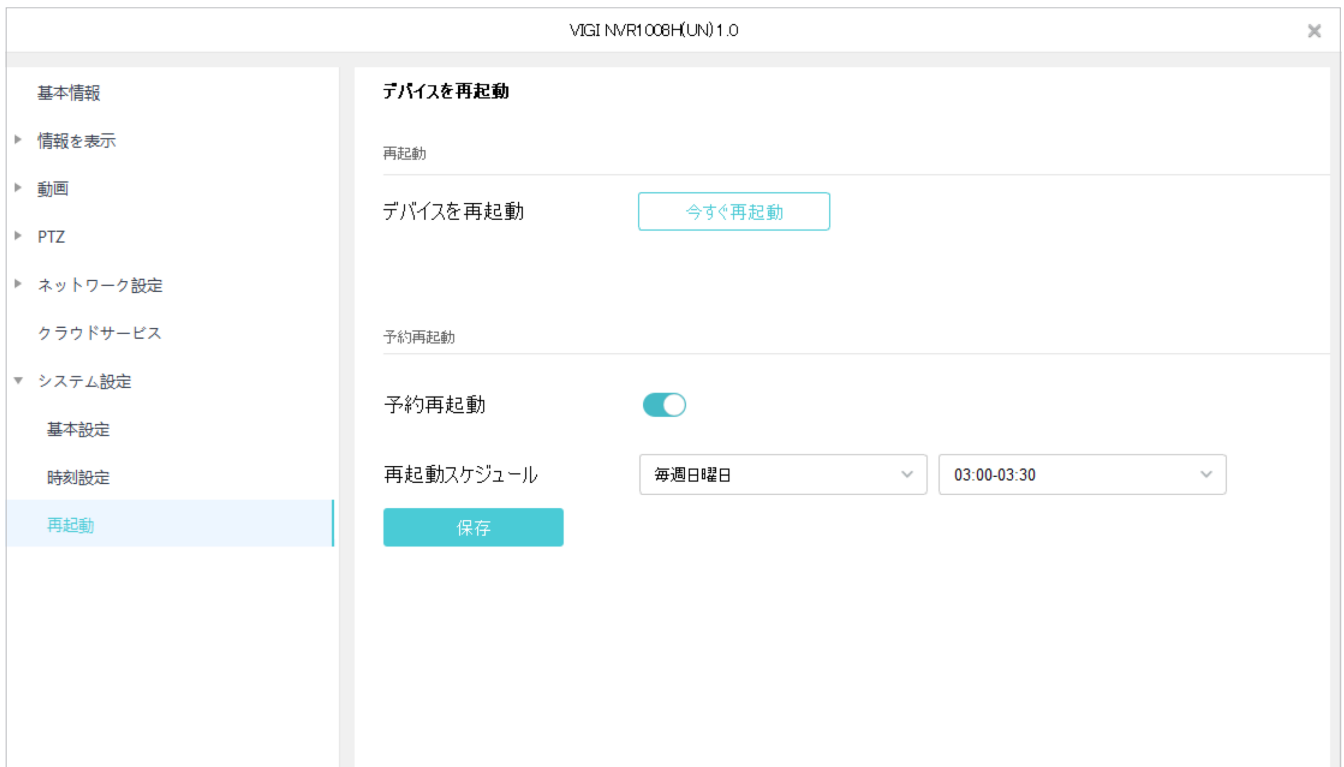 VIGI NVR1008H(UN) 1.0
基本情報
情報を表示
動画
PTZ
ネットワーク設定
クラウドサービス
システム設定
基本設定
時刻設定
再起動
デバイスを再起動
再起動
デバイスを再起動
今すぐ再起動
予約再起動
予約再起動
再起動スケジュール
毎週日曜日
03:00-03:30
保存